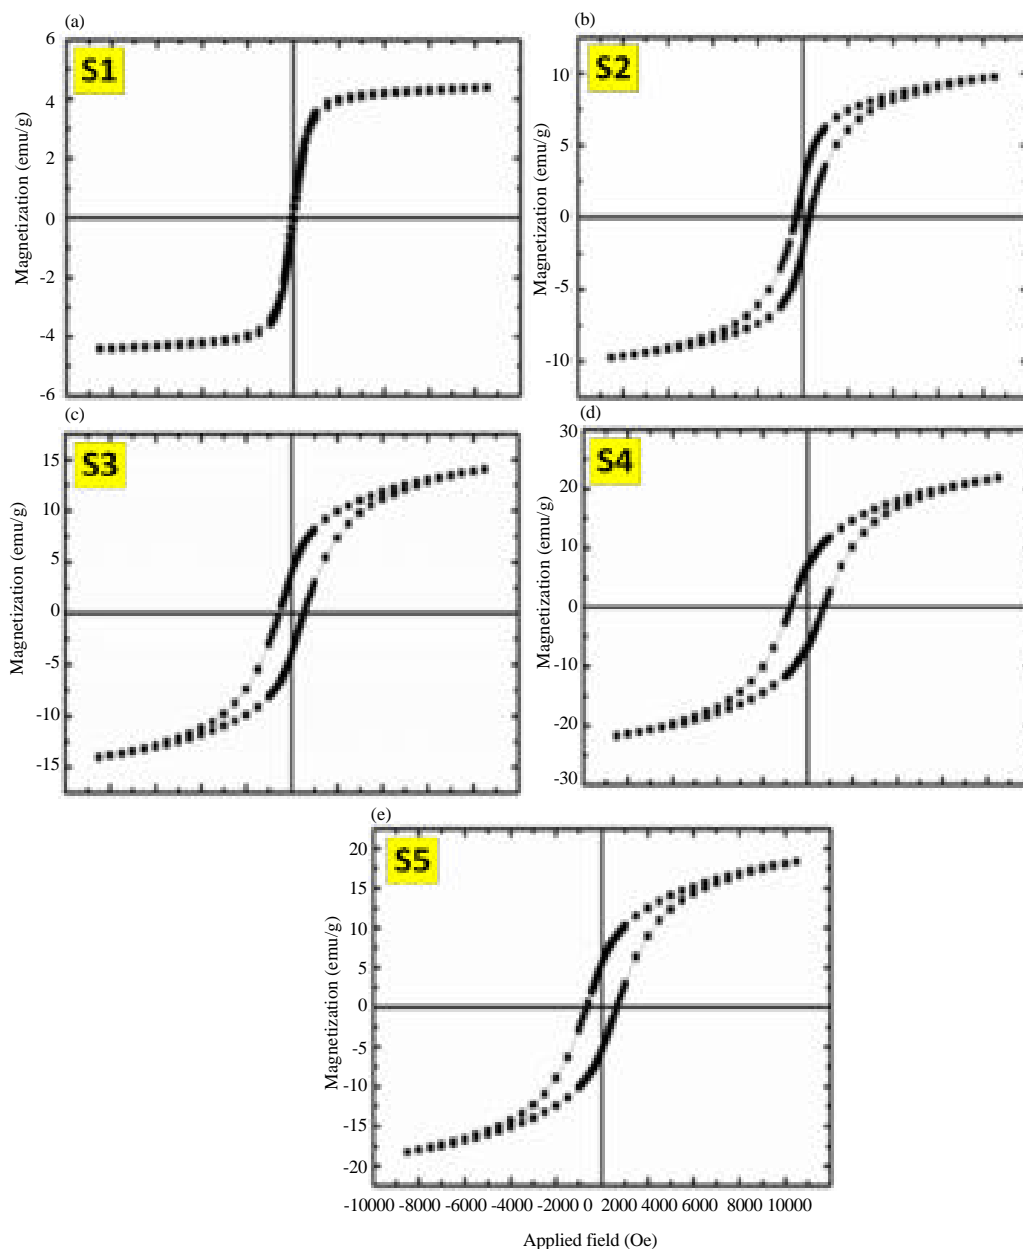 (a)
S1
Magnetization (emu/g)
6
4
2
0
-2
-4
-6
(b)
S2
Magnetization (emu/g)
10
5
0
-5
-10
(c)
S3
Magnetization (emu/g)
15
10
5
0
-5
-10
-15
(d)
S4
Magnetization (emu/g)
30
20
10
0
-10
-20
-30
(e)
S5
Magnetization (emu/g)
20
15
10
5
0
-5
-10
-15
-20
-10000 -8000 -6000 -4000 -2000 0 2000 4000 6000 8000 10000
Applied field (Oe)